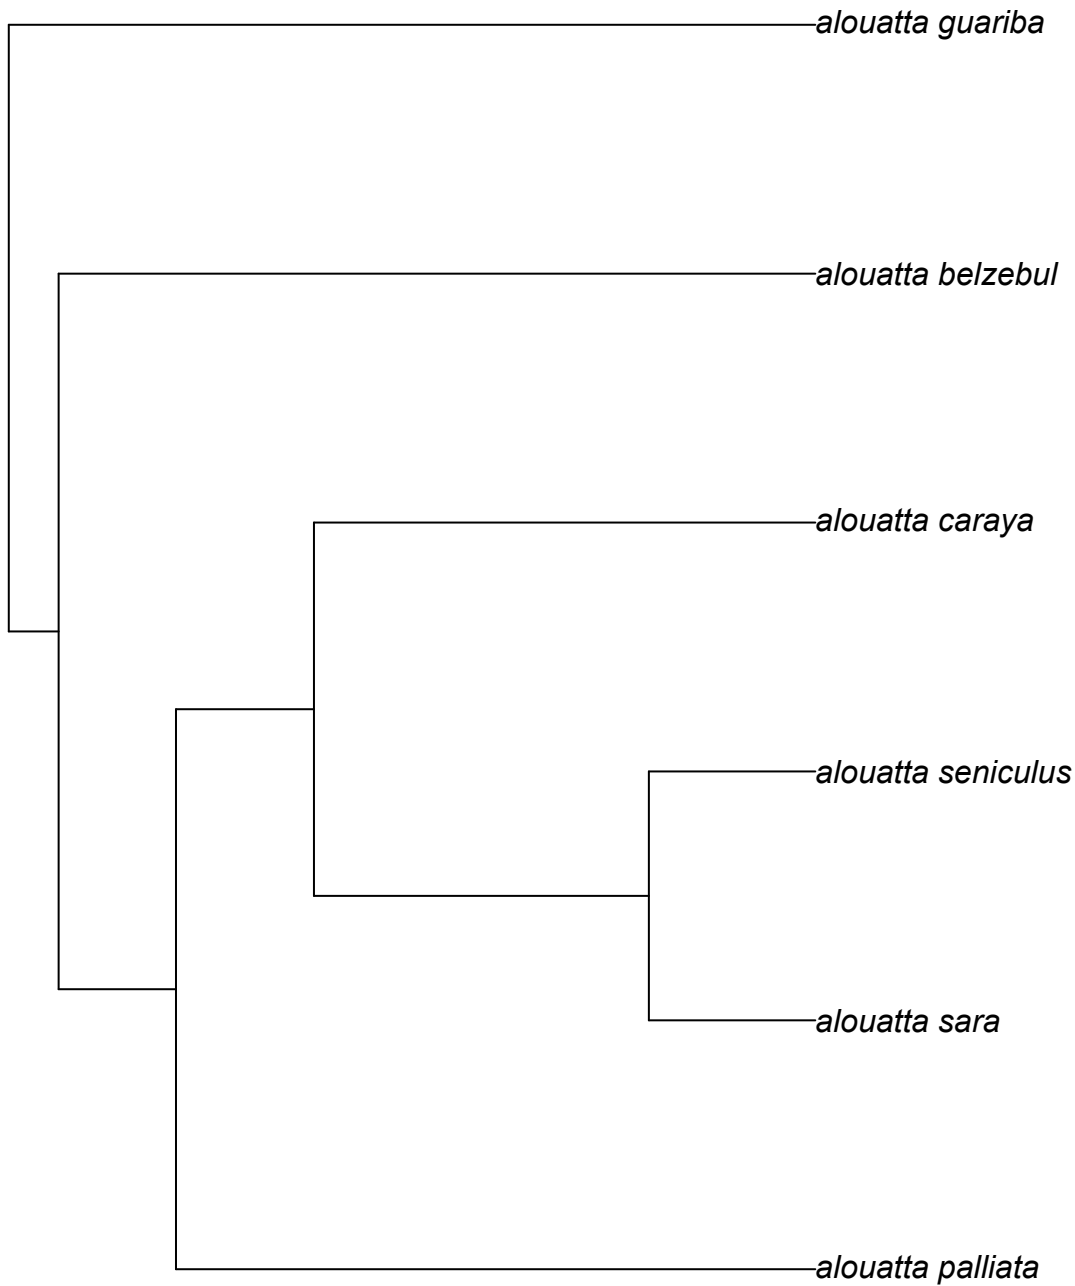 alouatta guariba
alouatta belzebul
alouatta caraya
alouatta seniculus
alouatta sara
alouatta palliata